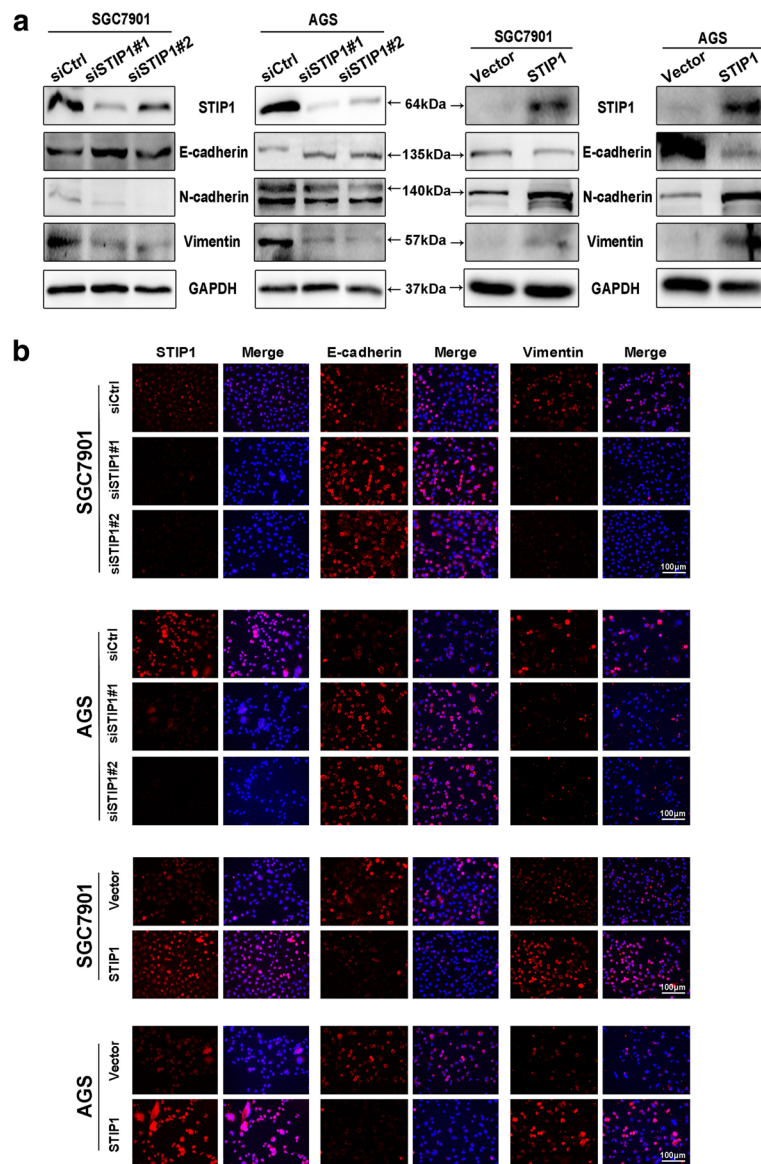 a
SGC7901
AGS
SGC7901
AGS
siCtrl siSTIP1#1 siSTIP1#2
siCtrl siSTIP1#1 siSTIP1#2
Vector STIP1
Vector STIP1
STIP1 ←64kDa→ STIP1
E-cadherin ←135kDa→ E-cadherin
N-cadherin 140kDa→ N-cadherin
Vimentin ←57kDa→ Vimentin
GAPDH ←37kDa→ GAPDH
b
STIP1 Merge E-cadherin Merge Vimentin Merge
SGC7901
siCtrl
siSTIP1#1
siSTIP1#2
100μm
AGS
siCtrl
siSTIP1#1
siSTIP1#2
100μm
SGC7901
Vector
STIP1
100μm
AGS
Vector
STIP1
100μm